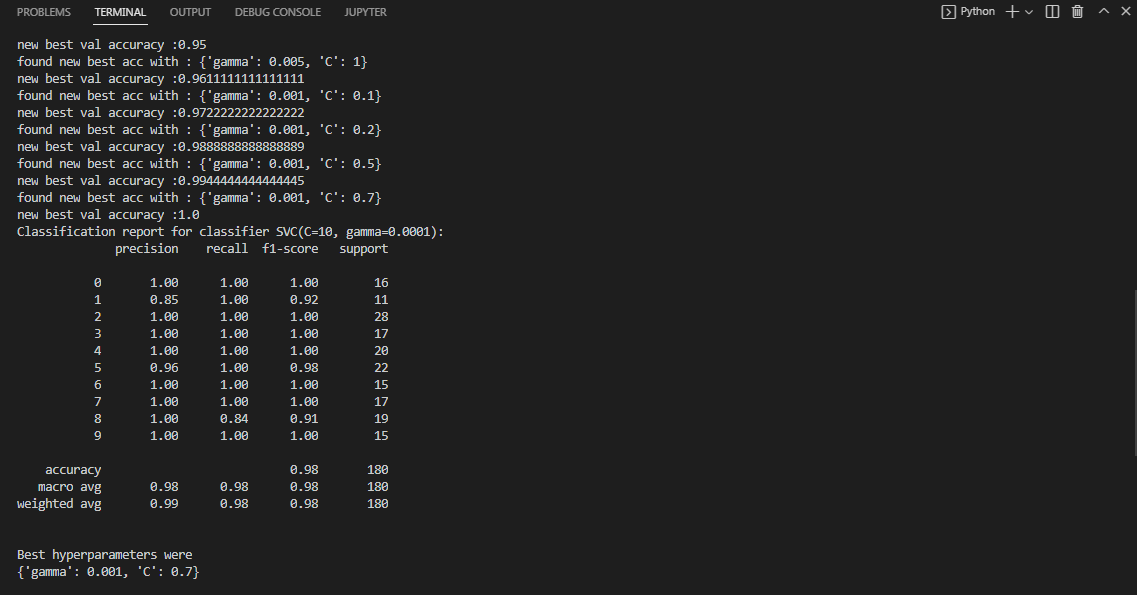 PROBLEMS TERMINAL OUTPUT DEBUG CONSOLE JUPYTER Python
new best val accuracy :0.95
found new best acc with : {'gamma': 0.005, 'C': 1}
new best val accuracy :0.9611111111111111
found new best acc with : {'gamma': 0.001, 'C': 0.1}
new best val accuracy :0.9722222222222222
found new best acc with : {'gamma': 0.001, 'C': 0.2}
new best val accuracy :0.9888888888888889
found new best acc with : {'gamma': 0.001, 'C': 0.5}
new best val accuracy :0.9944444444444445
found new best acc with : {'gamma': 0.001, 'C': 0.7}
new best val accuracy :1.0
Classification report for classifier SVC(C=10, gamma=0.0001):
precision recall f1-score support
0 1.00 1.00 1.00 16
1 0.85 1.00 0.92 11
2 1.00 1.00 1.00 28
3 1.00 1.00 1.00 17
4 1.00 1.00 1.00 20
5 0.96 1.00 0.98 22
6 1.00 1.00 1.00 15
7 1.00 1.00 1.00 17
8 1.00 0.84 0.91 19
9 1.00 1.00 1.00 15
accuracy 0.98 180
macro avg 0.98 0.98 0.98 180
weighted avg 0.99 0.98 0.98 180
Best hyperparameters were
{'gamma': 0.001, 'C': 0.7}